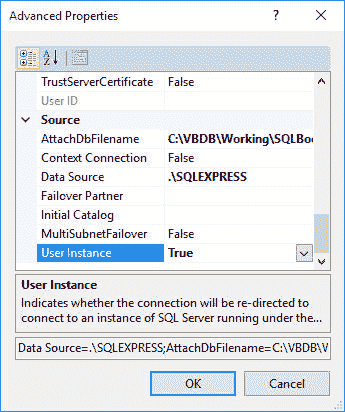 Advanced Properties
TrustServerCertificate False
User ID
Source
AttachDbFilename C:\VBDB\Working\SQLBoo
Context Connection False
Data Source .\SQLEXPRESS
Failover Partner
Initial Catalog
MultiSubnetFailover False
User Instance True
User Instance
Indicates whether the connection will be re-directed
to connect to an instance of SQL Server running under the...
Data Source=.\SQLEXPRESS;AttachDbFilename=C:\VBDB\W
OK Cancel